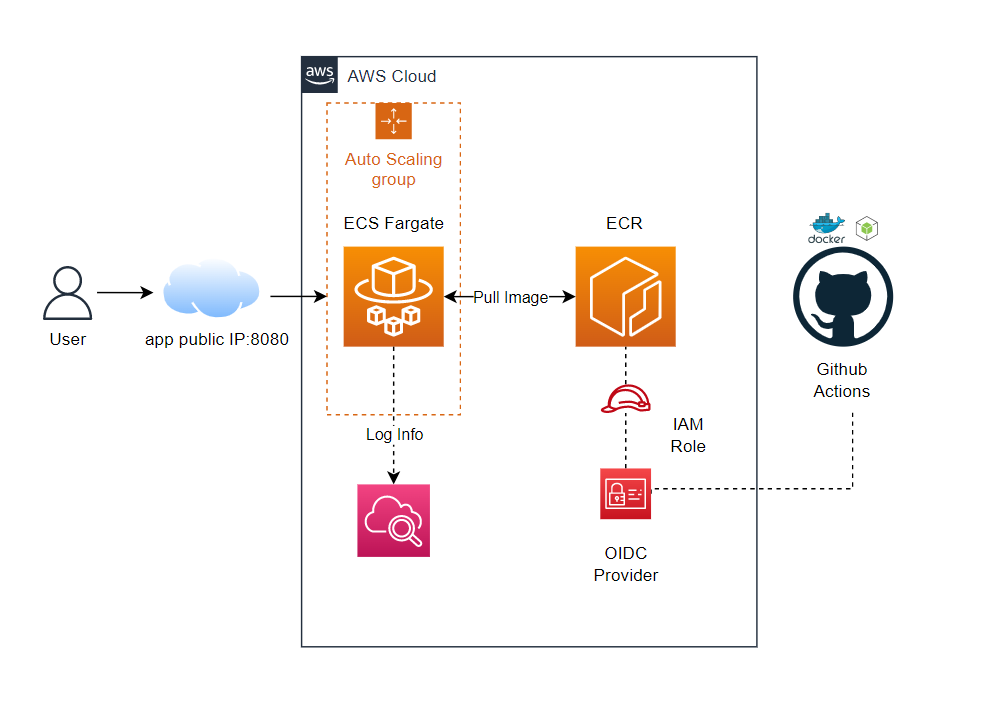 aws
AWS Cloud
Auto Scaling
group
ECS Fargate
ECR
docker
User
app public IP:8080
Pull Image
Github
Actions
Log Info
IAM
Role
OIDC
Provider